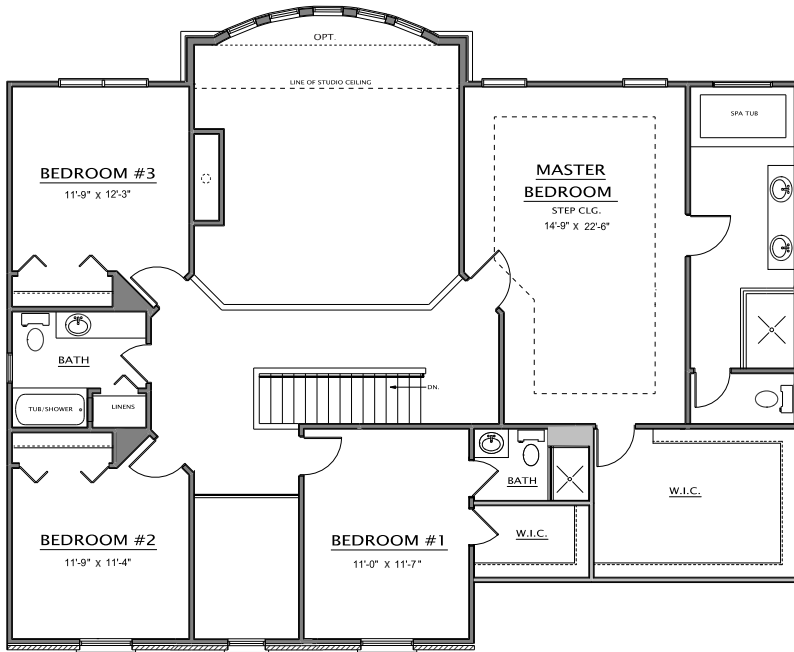 OPT.
LINE OF STUDIO CEILING
SPA TUB
BEDROOM #3
11'-9" X 12'-3"
MASTER
BEDROOM
STEP CLG.
14'-9" X 22'-6"
BATH
DN.
TUB/SHOWER
LINENS
BATH
W.I.C.
W.I.C.
BEDROOM #2
11'-9" X 11'-4"
BEDROOM #1
11'-0" X 11'-7"